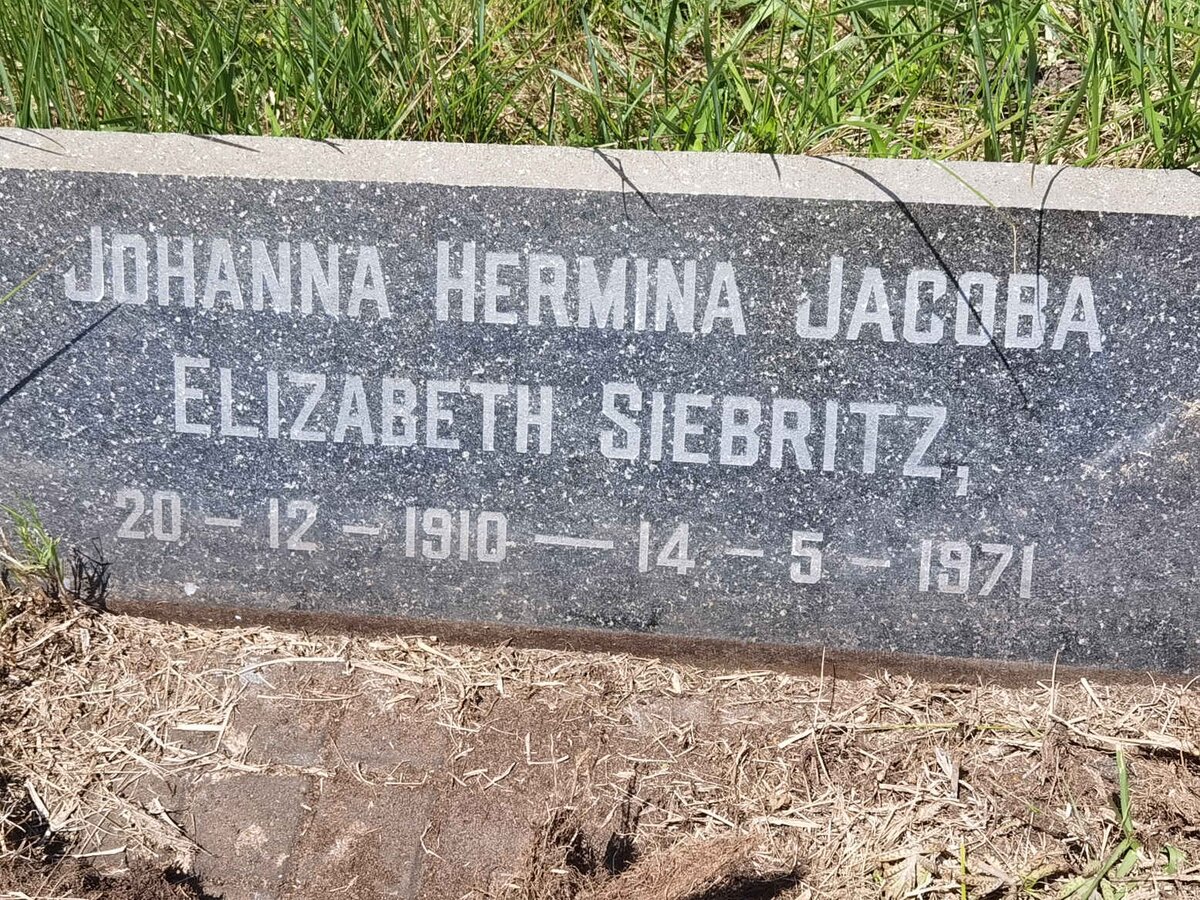 JOHANNA HERMINA JACOBA
ELIZABETH SIEBRITZ,
20 – 12 – 1910 — 14 – 5 – 1971